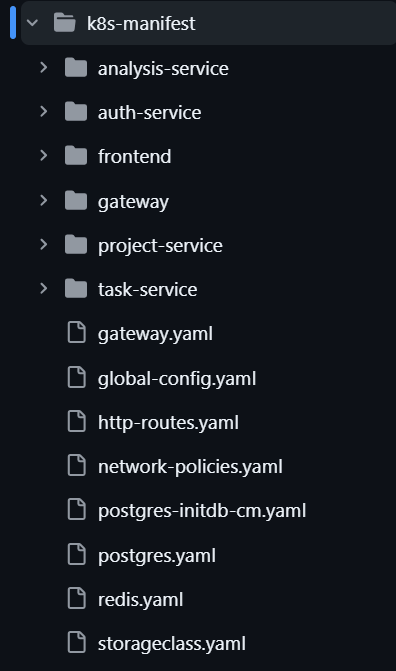 k8s-manifest
analysis-service
auth-service
frontend
gateway
project-service
task-service
gateway.yaml
global-config.yaml
http-routes.yaml
network-policies.yaml
postgres-initdb-cm.yaml
postgres.yaml
redis.yaml
storageclass.yaml